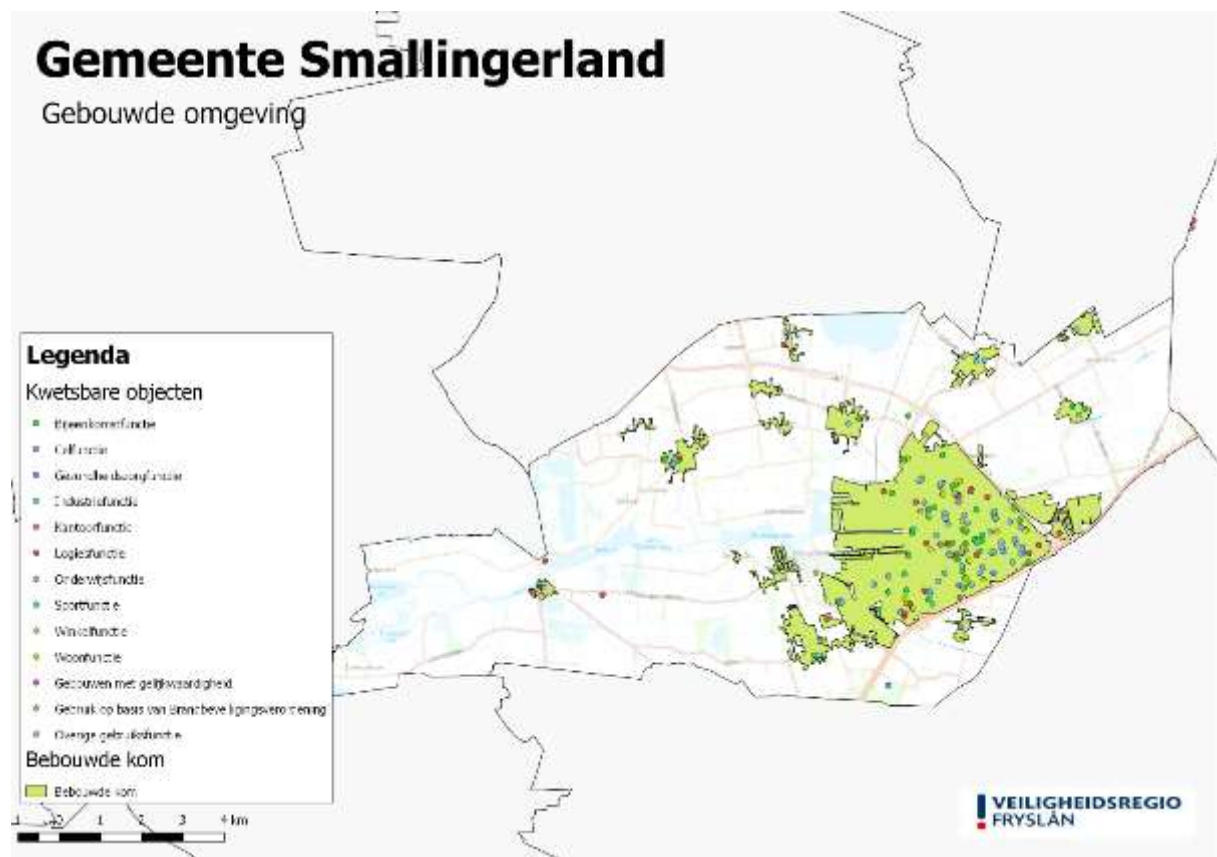 Gemeente Smallingerland
Gebouwde omgeving
Legenda
Kwetsbare objecten
Bijeenkomstfunctie
Celfunctie
Gezondheidszorgfunctie
Industriefunctie
Kantoorfunctie
Logiesfunctie
Onderwijsfunctie
Sportfunctie
Winkelfunctie
Woonfunctie
Gebouwen met gelijkwaardigheid
Gebruik op basis van Brandbeveiligingsverordening
Overige gebruiksfunctie
Bebouwde kom
Bebouwde kom
1 0 1 2 3 4 km
VEILIGHEIDSREGIO
FRYSLÂN